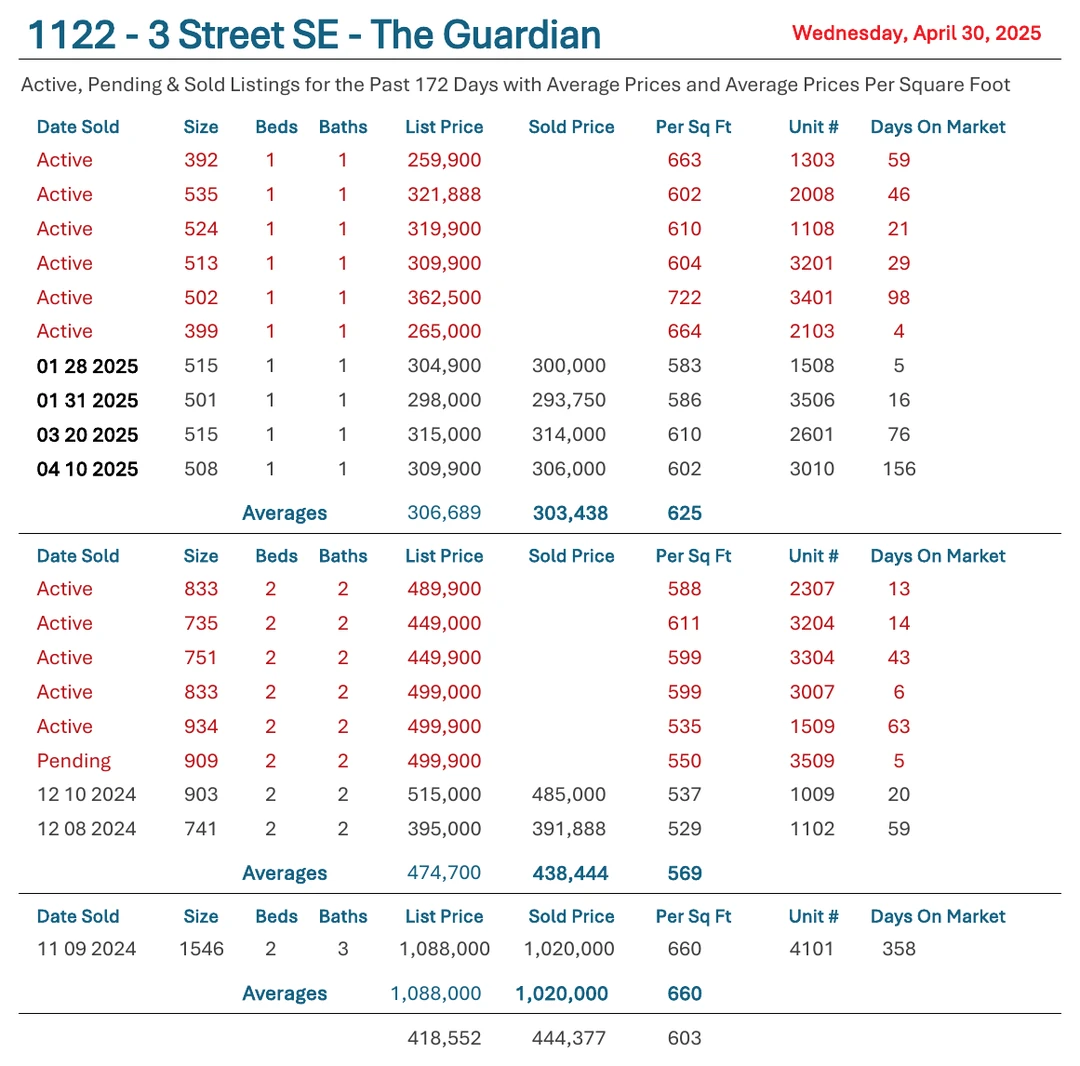 1122 - 3 Street SE - The Guardian Wednesday, April 30, 2025
Active, Pending & Sold Listings for the Past 172 Days with Average Prices and Average Prices Per Square Foot
Date Sold Size Beds Baths List Price Sold Price Per Sq Ft Unit # Days On Market
Active 392 1 1 259,900 663 1303 59
Active 535 1 1 321,888 602 2008 46
Active 524 1 1 319,900 610 1108 21
Active 513 1 1 309,900 604 3201 29
Active 502 1 1 362,500 722 3401 98
Active 399 1 1 265,000 664 2103 4
01 28 2025 515 1 1 304,900 300,000 583 1508 5
01 31 2025 501 1 1 298,000 293,750 586 3506 16
03 20 2025 515 1 1 315,000 314,000 610 2601 76
04 10 2025 508 1 1 309,900 306,000 602 3010 156
Averages 306,689 303,438 625
Date Sold Size Beds Baths List Price Sold Price Per Sq Ft Unit # Days On Market
Active 833 2 2 489,900 588 2307 13
Active 735 2 2 449,000 611 3204 14
Active 751 2 2 449,900 599 3304 43
Active 833 2 2 499,000 599 3007 6
Active 934 2 2 499,900 535 1509 63
Pending 909 2 2 499,900 550 3509 5
12 10 2024 903 2 2 515,000 485,000 537 1009 20
12 08 2024 741 2 2 395,000 391,888 529 1102 59
Averages 474,700 438,444 569
Date Sold Size Beds Baths List Price Sold Price Per Sq Ft Unit # Days On Market
11 09 2024 1546 2 3 1,088,000 1,020,000 660 4101 358
Averages 1,088,000 1,020,000 660
418,552 444,377 603